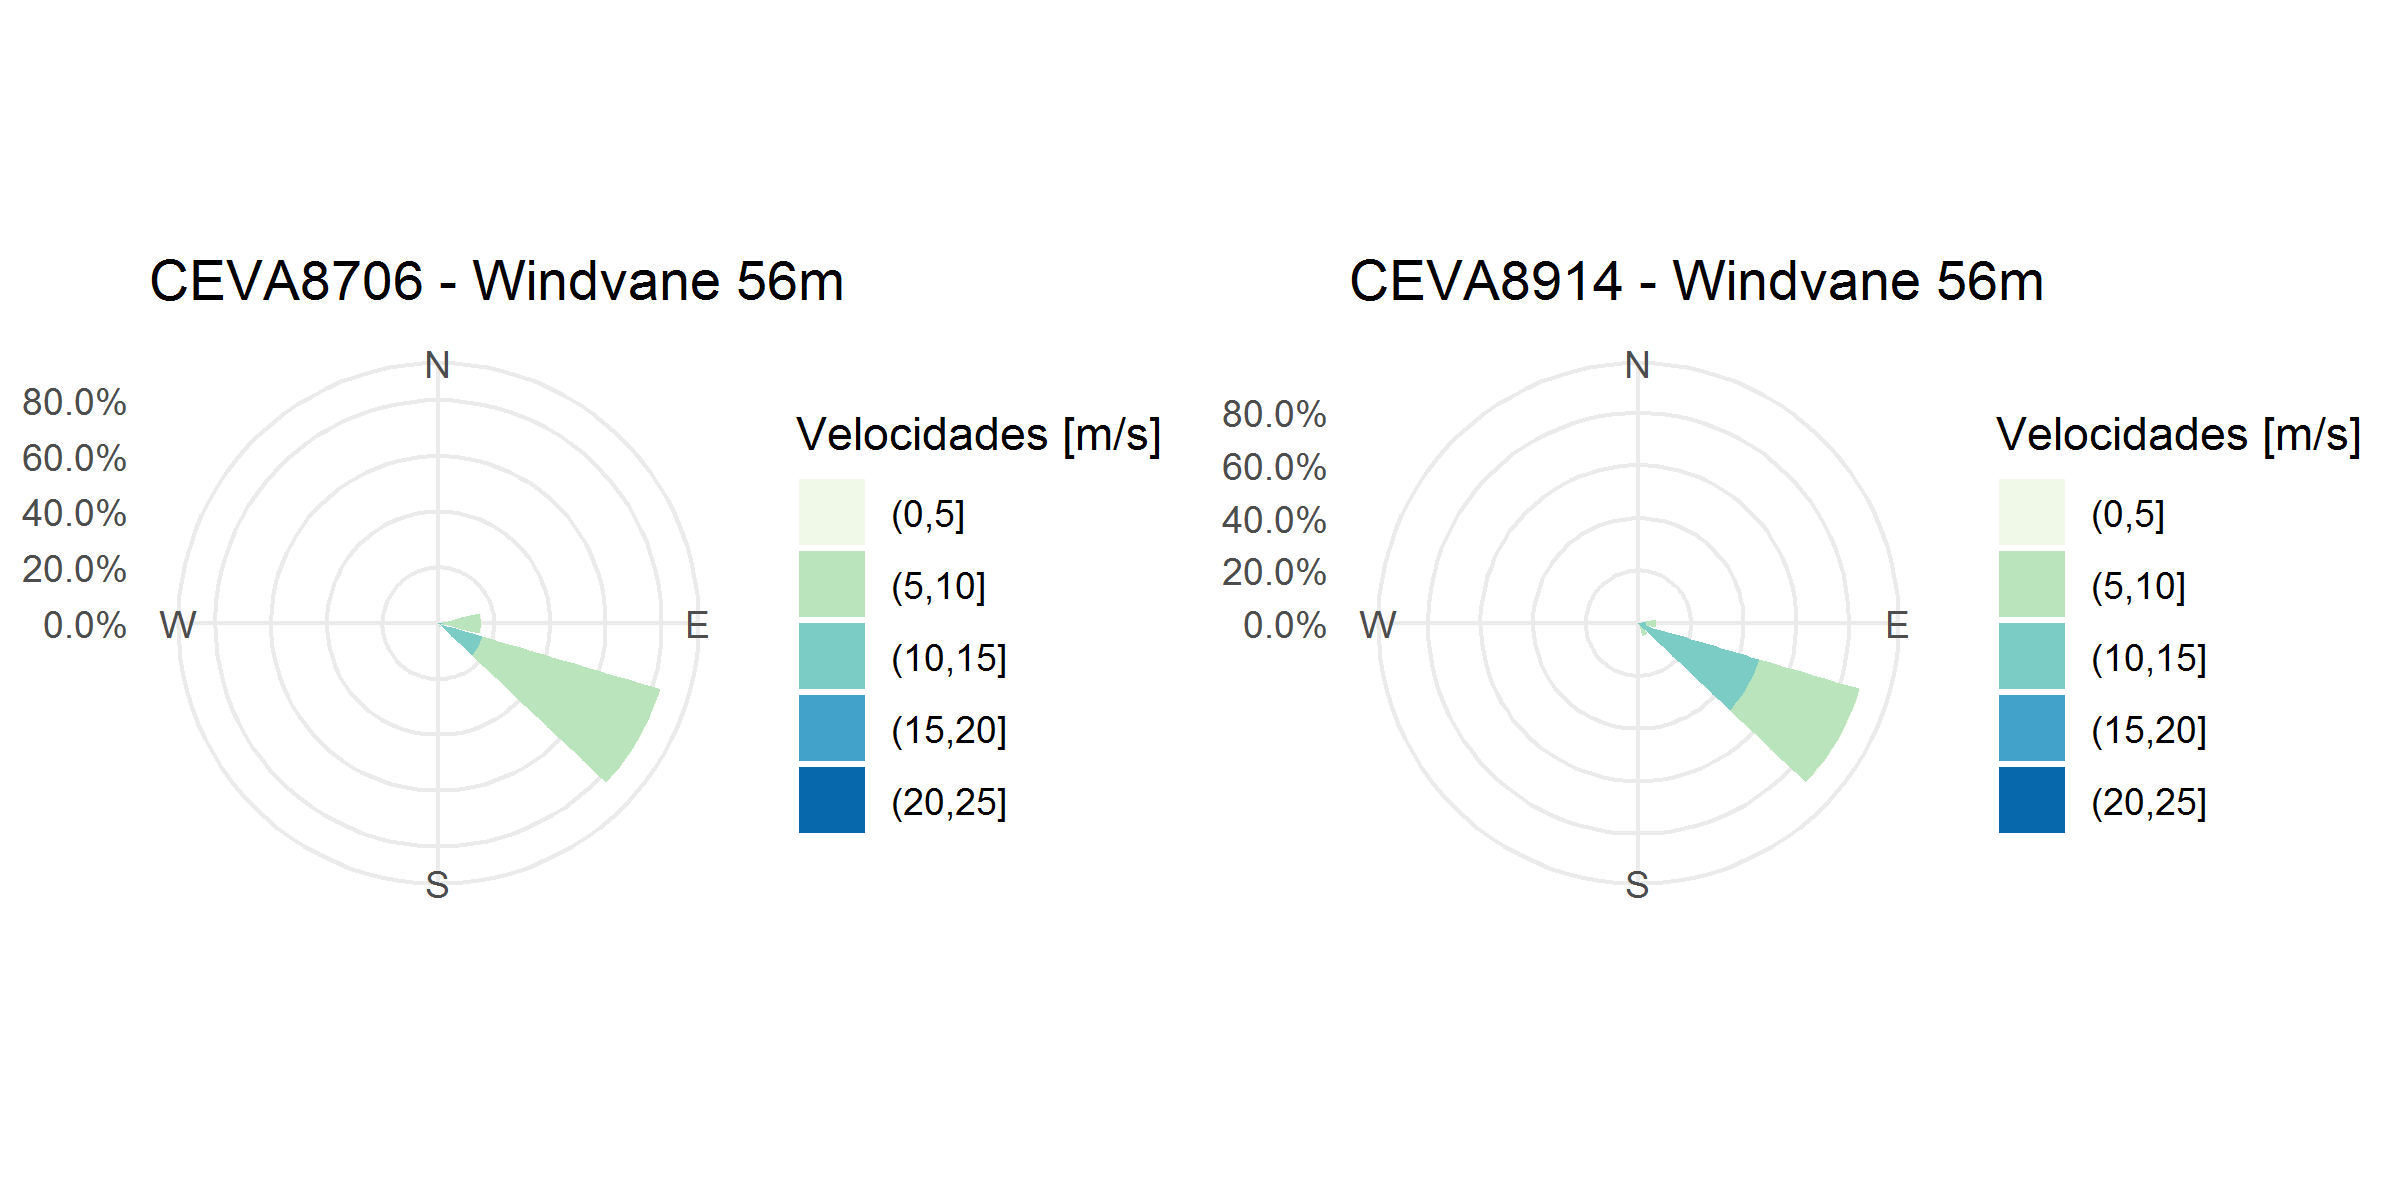 CEVA8706 - Windvane 56m
N
80.0%
60.0%
40.0%
20.0%
0.0%
W
E
S
Velocidades [m/s]
(0,5]
(5,10]
(10,15]
(15,20]
(20,25]
CEVA8914 - Windvane 56m
N
80.0%
60.0%
40.0%
20.0%
0.0%
W
E
S
Velocidades [m/s]
(0,5]
(5,10]
(10,15]
(15,20]
(20,25]